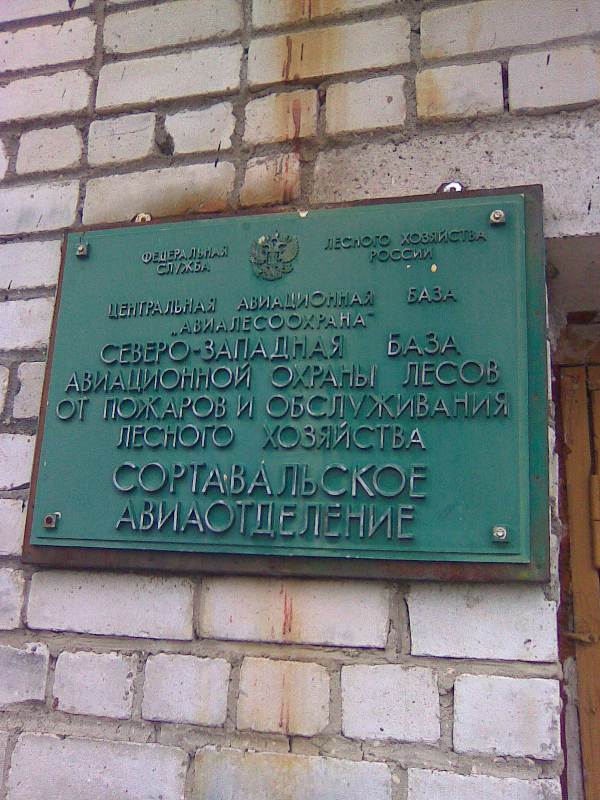 ФЕДЕРАЛЬНАЯ СЛУЖБА
ЛЕСНОГО ХОЗЯЙСТВА РОССИИ
ЦЕНТРАЛЬНАЯ АВИАЦИОННАЯ БАЗА
„АВИАЛЕСООХРАНА"
СЕВЕРО-ЗАПАДНАЯ БАЗА
АВИАЦИОННОЙ ОХРАНЫ ЛЕСОВ
ОТ ПОЖАРОВ И ОБСЛУЖИВАНИЯ
ЛЕСНОГО ХОЗЯЙСТВА
СОРТАВАЛЬСКОЕ
АВИАОТДЕЛЕНИЕ